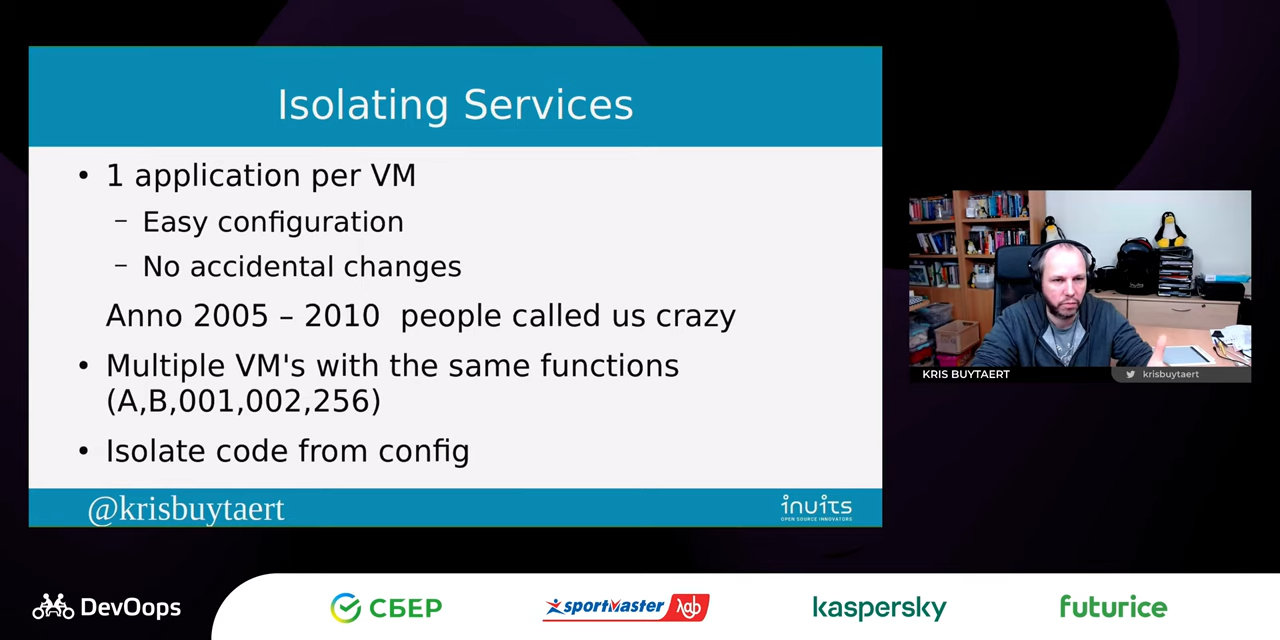 Isolating Services
• 1 application per VM
– Easy configuration
– No accidental changes
Anno 2005 – 2010 people called us crazy
• Multiple VM's with the same functions
(A,B,001,002,256)
• Isolate code from config
@krisbuytaert
inuits
OPEN SOURCE INNOVATORS
KRIS BUYTAERT
krisbuytaert
DevOops
СБЕР
sportmaster лаб
kaspersky
futurice